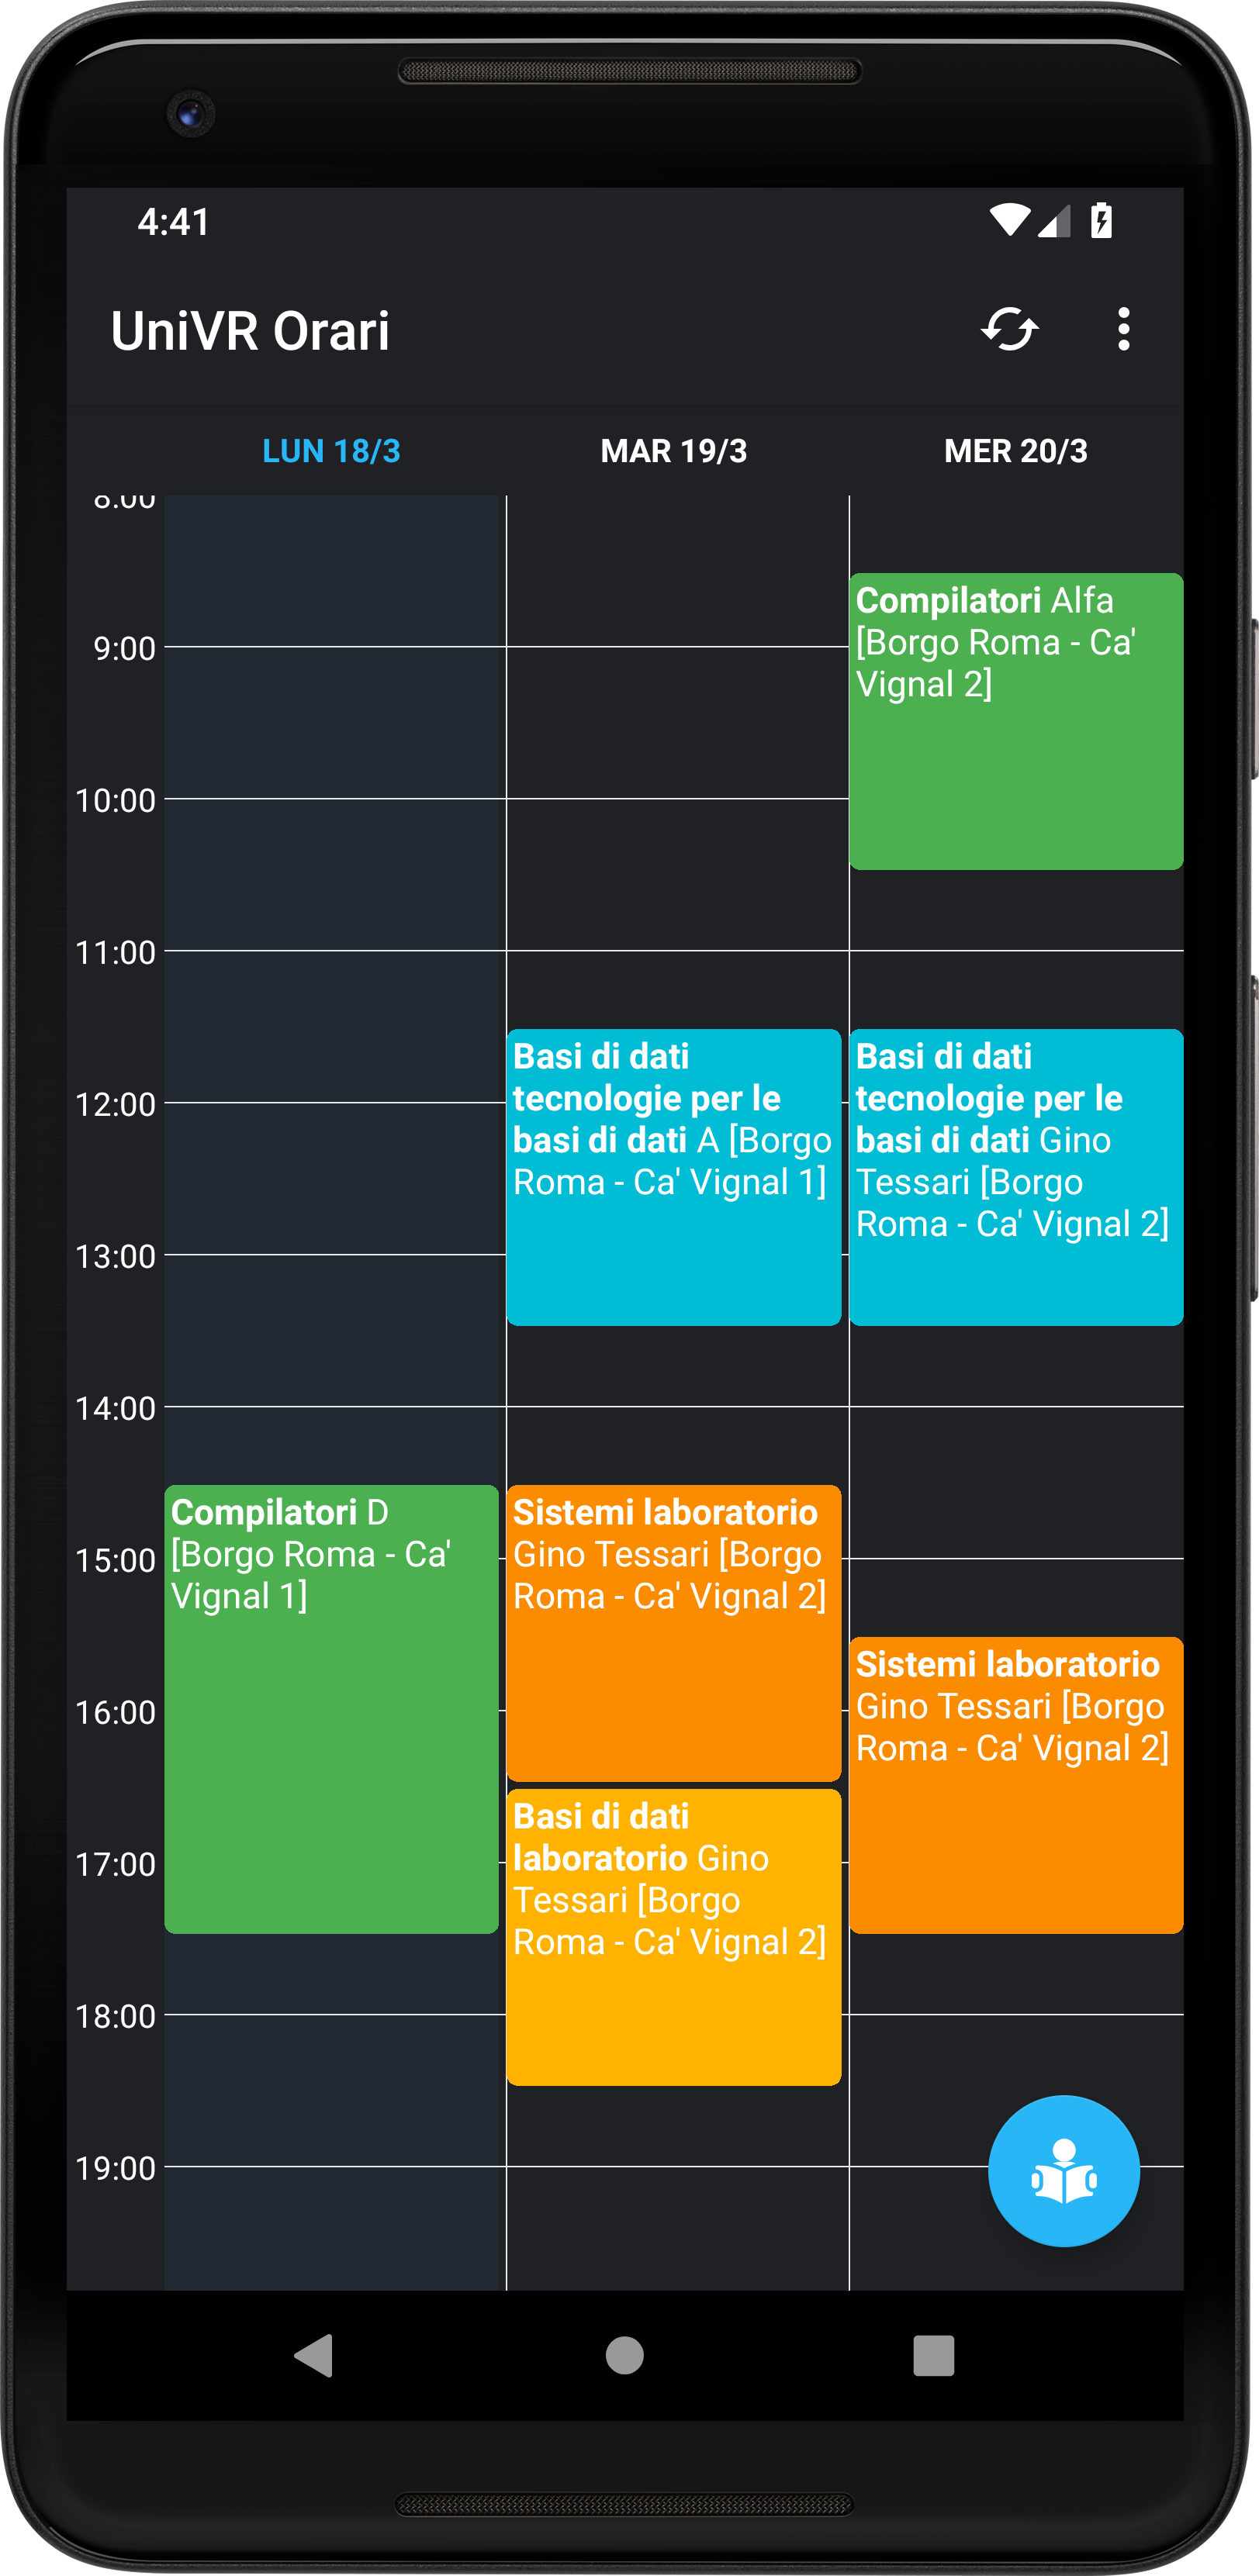 4:41
UniVR Orari
LUN 18/3
MAR 19/3
MER 20/3
8:00
9:00
10:00
11:00
12:00
13:00
14:00
15:00
16:00
17:00
18:00
19:00
Compilatori D
[Borgo Roma - Ca'
Vignal 1]
Basi di dati
tecnologie per le
basi di dati A [Borgo
Roma - Ca' Vignal 1]
Sistemi laboratorio
Gino Tessari [Borgo
Roma - Ca' Vignal 2]
Basi di dati
laboratorio Gino
Tessari [Borgo
Roma - Ca' Vignal 2]
Compilatori Alfa
[Borgo Roma - Ca'
Vignal 2]
Basi di dati
tecnologie per le
basi di dati Gino
Tessari [Borgo
Roma - Ca' Vignal 2]
Sistemi laboratorio
Gino Tessari [Borgo
Roma - Ca' Vignal 2]